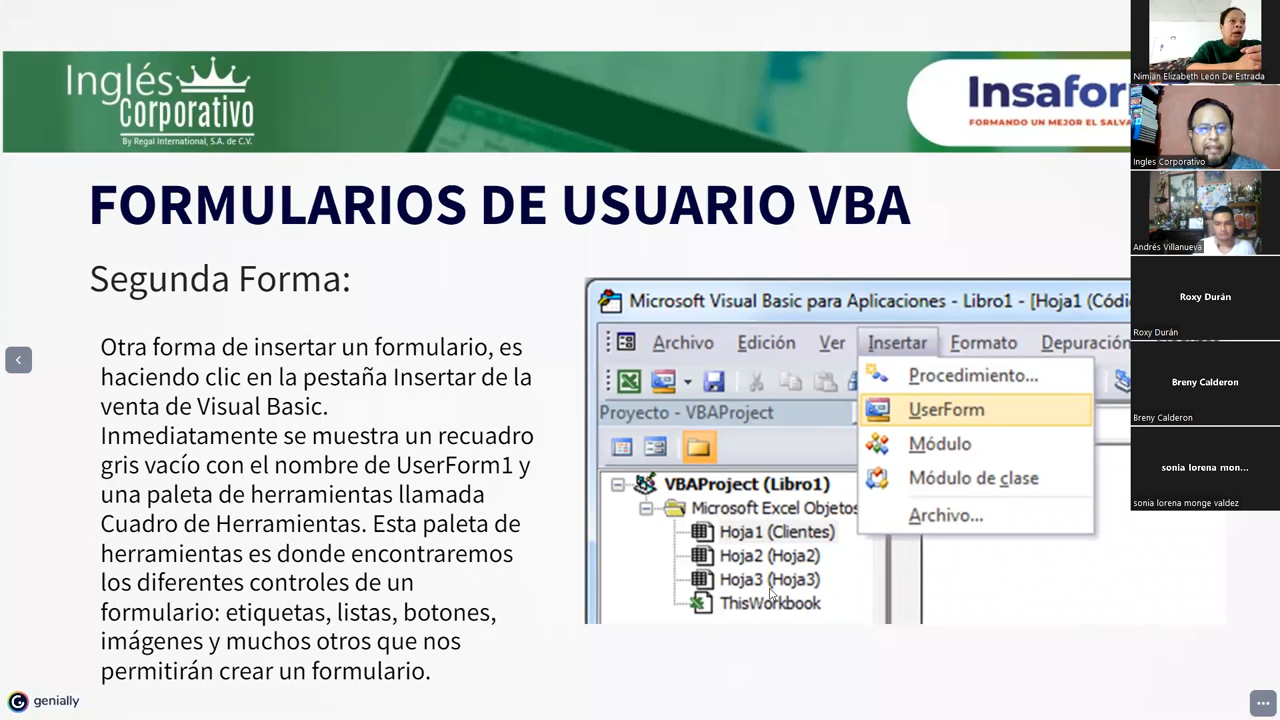 Inglés
Corporativo
By Regal International, S.A. de C.V.
Insafor
FORMANDO UN MEJOR EL SALVA
FORMULARIOS DE USUARIO VBA
Segunda Forma:
Otra forma de insertar un formulario, es
haciendo clic en la pestaña Insertar de la
venta de Visual Basic.
Inmediatamente se muestra un recuadro
gris vacío con el nombre de UserForm1 y
una paleta de herramientas llamada
Cuadro de Herramientas. Esta paleta de
herramientas es donde encontraremos
los diferentes controles de un
formulario: etiquetas, listas, botones,
imágenes y muchos otros que nos
permitirán crear un formulario.
Microsoft Visual Basic para Aplicaciones - Libro1 - [Hoja1 (Códi
Archivo Edición Ver Insertar Formato Depuración
Procedimiento...
UserForm
Módulo
Módulo de clase
Archivo...
Proyecto - VBAProject
VBAProject (Libro1)
Microsoft Excel Objetos
Hoja1 (Clientes)
Hoja2 (Hoja2)
Hoja3 (Hoja3)
ThisWorkbook
Nimian Elizabeth León De Estrada
Ingles Corporativo
Andrés Villanueva
Roxy Durán
Roxy Durán
Breny Calderon
Breny Calderon
sonia lorena mon...
sonia lorena monge valdez
genially